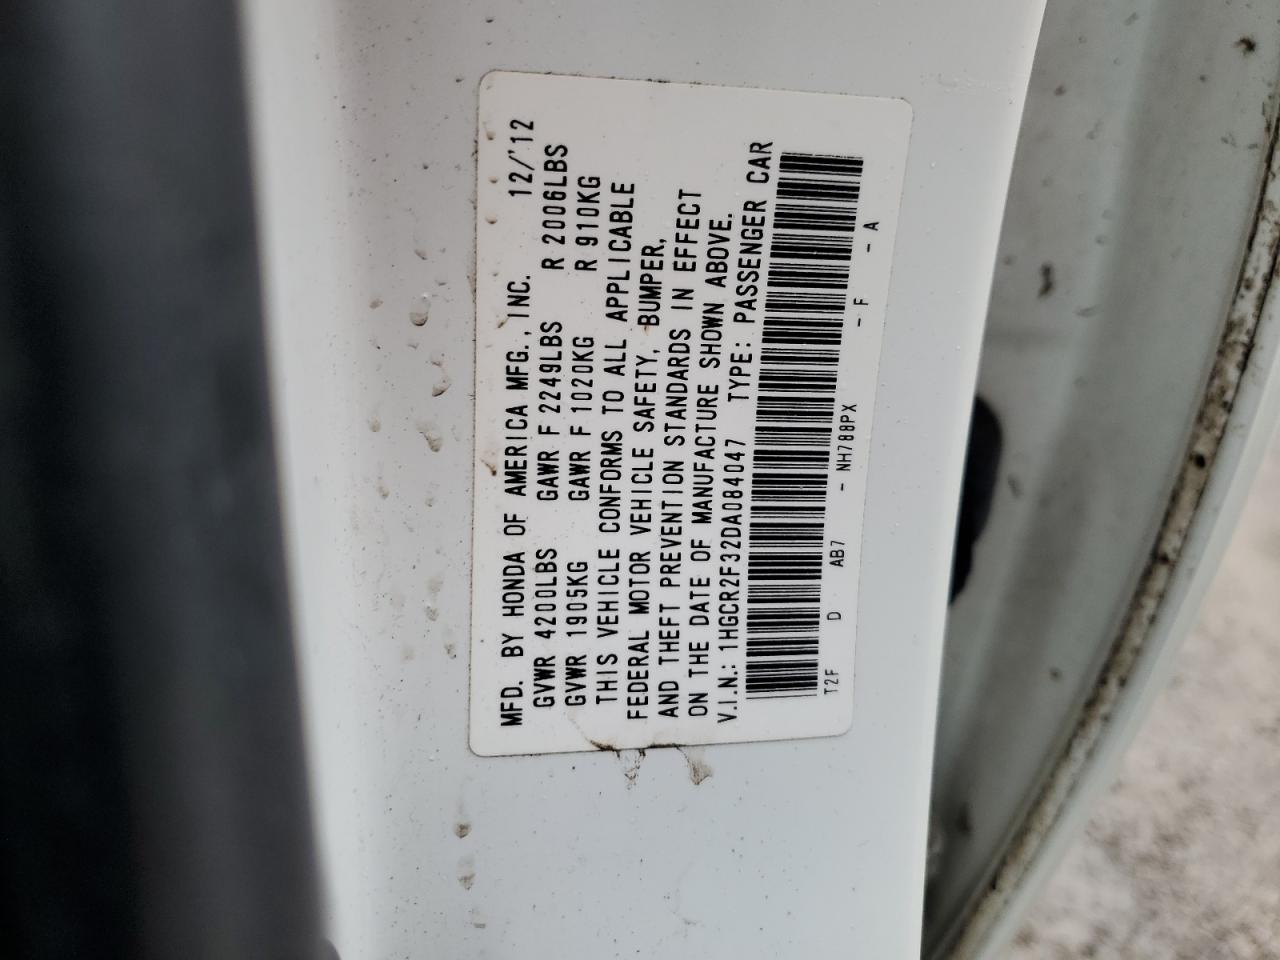 MFD. BY HONDA OF AMERICA MFG., INC. 12/'12
GVWR 4200LBS GAWR F 2249LBS R 2006LBS
GVWR 1905KG GAWR F 1020KG R 910KG
THIS VEHICLE CONFORMS TO ALL APPLICABLE
FEDERAL MOTOR VEHICLE SAFETY, BUMPER,
AND THEFT PREVENTION STANDARDS IN EFFECT
ON THE DATE OF MANUFACTURE SHOWN ABOVE.
V.I.N.: 1HGCR2F32DA084047 TYPE: PASSENGER CAR
T2F D AB7 - NH788PX - F - A